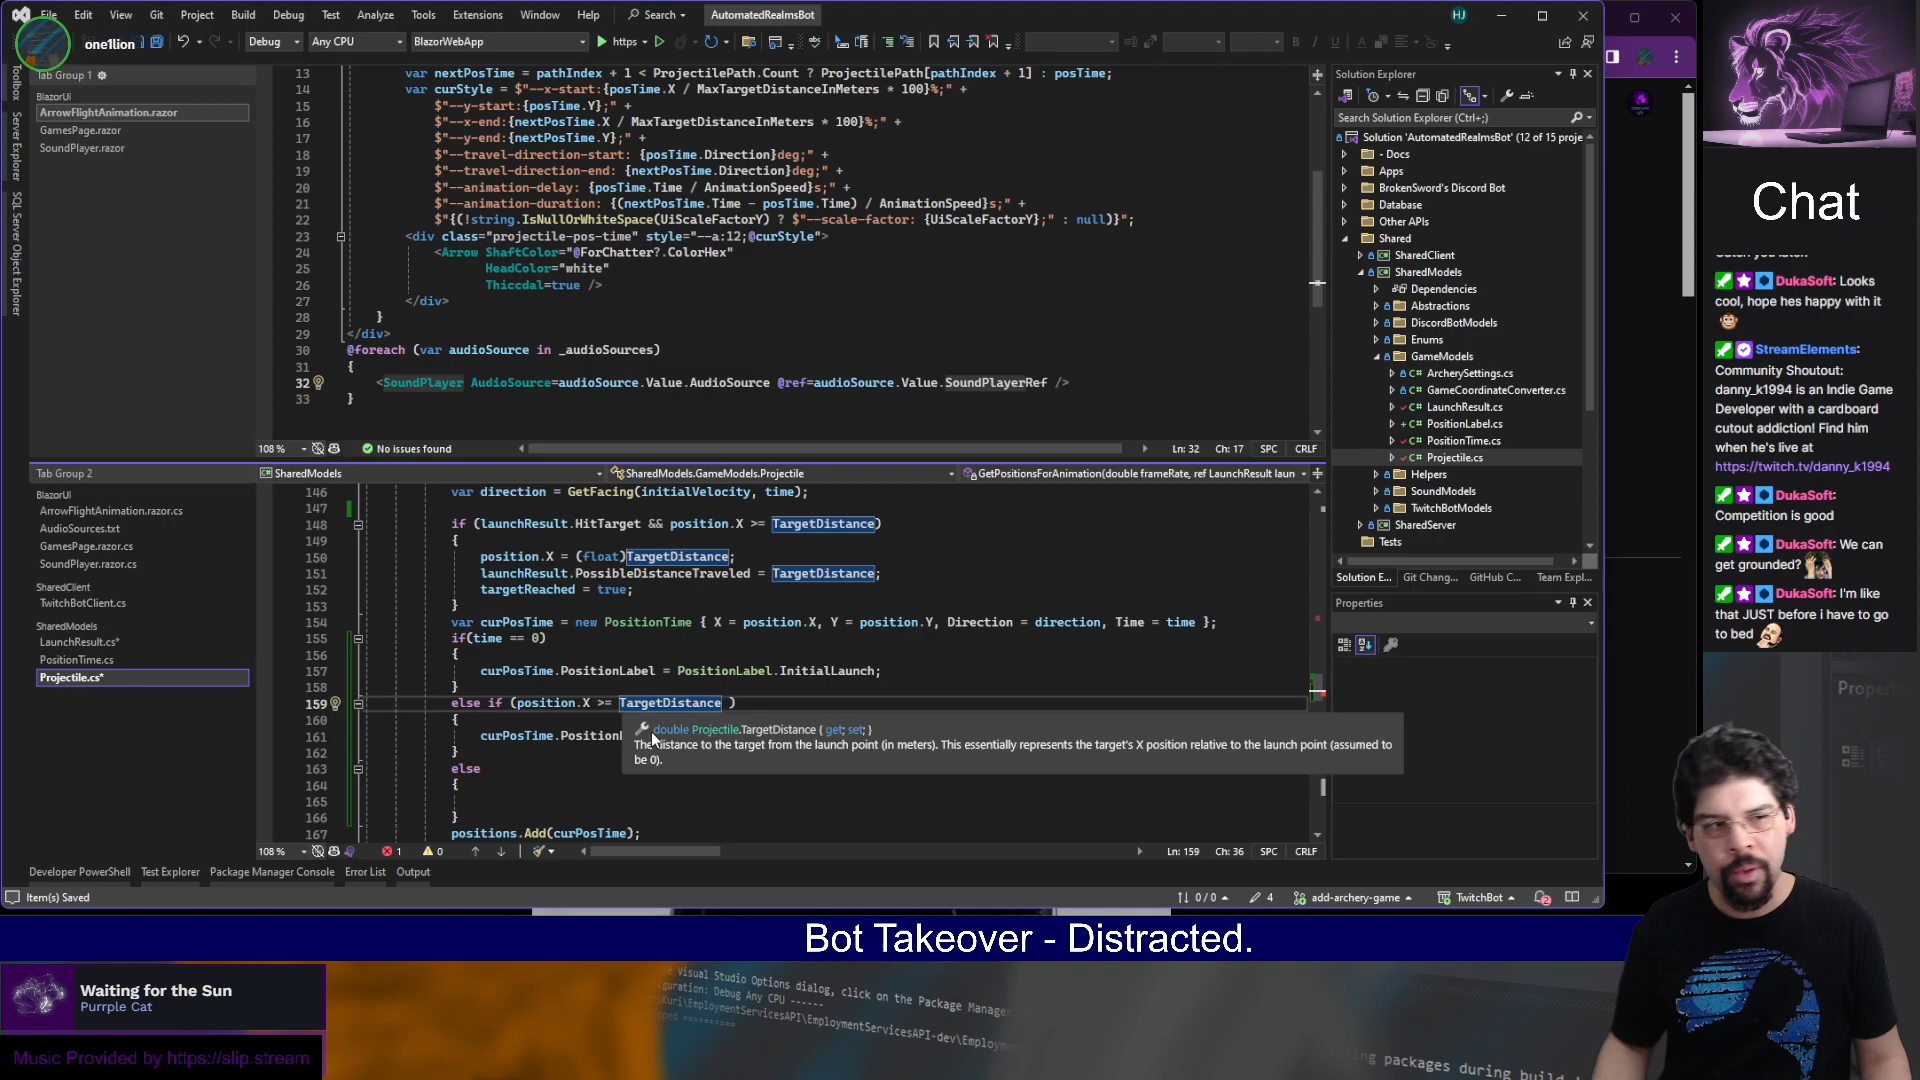 File Edit View Git Project Build Debug Test Analyze Tools Extensions Window Help Search AutomatedRealmsBot HJ
one1lion
Debug Any CPU BlazorWebApp https
Toolbox
Server Explorer
SQL Server Object Explorer
Tab Group 1
BlazorUi
ArrowFlightAnimation.razor
GamesPage.razor
SoundPlayer.razor
13 var nextPosTime = pathIndex + 1 < ProjectilePath.Count ? ProjectilePath[pathIndex + 1] : posTime;
14 var curStyle = $"--x-start:{posTime.X / MaxTargetDistanceInMeters * 100}%;" +
15 $"--y-start:{posTime.Y};" +
16 $"--x-end:{nextPosTime.X / MaxTargetDistanceInMeters * 100}%;" +
17 $"--y-end:{nextPosTime.Y};" +
18 $"--travel-direction-start: {posTime.Direction}deg;" +
19 $"--travel-direction-end: {nextPosTime.Direction}deg;" +
20 $"--animation-delay: {posTime.Time / AnimationSpeed}s;" +
21 $"--animation-duration: {(nextPosTime.Time - posTime.Time) / AnimationSpeed}s;" +
22 $"{(!string.IsNullOrWhiteSpace(UiScaleFactorY) ? $"--scale-factor: {UiScaleFactorY};" : null)}";
23 <div class="projectile-pos-time" style="--a:12;@curStyle">
24 <Arrow ShaftColor="@ForChatter?.ColorHex"
25 HeadColor="white"
26 Thiccdal=true />
27 </div>
28 }
29 </div>
30 @foreach (var audioSource in _audioSources)
31 {
32 <SoundPlayer AudioSource=audioSource.Value.AudioSource @ref=audioSource.Value.SoundPlayerRef />
33 }
108 % No issues found Ln: 32 Ch: 17 SPC CRLF
Tab Group 2
BlazorUi
ArrowFlightAnimation.razor.cs
AudioSources.txt
GamesPage.razor.cs
SoundPlayer.razor.cs
SharedClient
TwitchBotClient.cs
SharedModels
LaunchResult.cs*
PositionTime.cs
Projectile.cs*
SharedModels SharedModels.GameModels.Projectile GetPositionsForAnimation(double frameRate, ref LaunchResult laun
146 var direction = GetFacing(initialVelocity, time);
147
148 if (launchResult.HitTarget && position.X >= TargetDistance)
149 {
150 position.X = (float)TargetDistance;
151 launchResult.PossibleDistanceTraveled = TargetDistance;
152 targetReached = true;
153 }
154 var curPosTime = new PositionTime { X = position.X, Y = position.Y, Direction = direction, Time = time };
155 if(time == 0)
156 {
157 curPosTime.PositionLabel = PositionLabel.InitialLaunch;
158 }
159 else if (position.X >= TargetDistance )
160 {
161 curPosTime.PositionL
162 }
163 else
164 {
165
166 }
167 positions.Add(curPosTime);
double Projectile.TargetDistance { get; set; }
The distance to the target from the launch point (in meters). This essentially represents the target's X position relative to the launch point (assumed to
be 0).
108 % 1 0 Ln: 159 Ch: 36 SPC CRLF
Developer PowerShell Test Explorer Package Manager Console Error List Output
Item(s) Saved 0 / 0 4 add-archery-game TwitchBot 2
Solution Explorer
Search Solution Explorer (Ctrl+;)
Solution 'AutomatedRealmsBot' (12 of 15 proje
- Docs
Apps
BrokenSword's Discord Bot
Database
Other APIs
Shared
SharedClient
SharedModels
Dependencies
Abstractions
DiscordBotModels
Enums
GameModels
ArcherySettings.cs
GameCoordinateConverter.cs
LaunchResult.cs
PositionLabel.cs
PositionTime.cs
Projectile.cs
Helpers
SoundModels
TwitchBotModels
SharedServer
Tests
Solution E... Git Chang... GitHub C... Team Expl...
Properties
Chat
DukaSoft: Looks
cool, hope hes happy with it
StreamElements:
Community Shoutout:
danny_k1994 is an Indie Game
Developer with a cardboard
cutout addiction! Find him
when he's live at
https://twitch.tv/danny_k1994
DukaSoft:
Competition is good
DukaSoft: We can
get grounded?
DukaSoft: I'm like
that JUST before i have to go
to bed
Bot Takeover - Distracted.
Waiting for the Sun
Purrple Cat
Music Provided by https://slip.stream